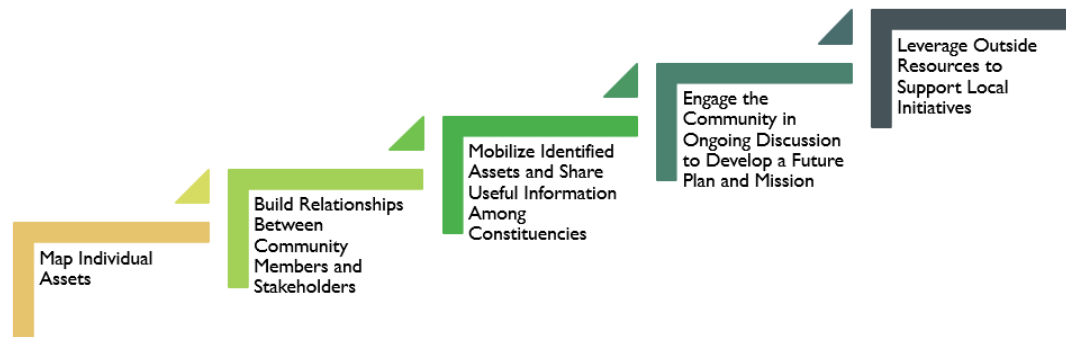 Map Individual
Assets
Build Relationships
Between
Community
Members and
Stakeholders
Mobilize Identified
Assets and Share
Useful Information
Among
Constituencies
Engage the
Community in
Ongoing Discussion
to Develop a Future
Plan and Mission
Leverage Outside
Resources to
Support Local
Initiatives